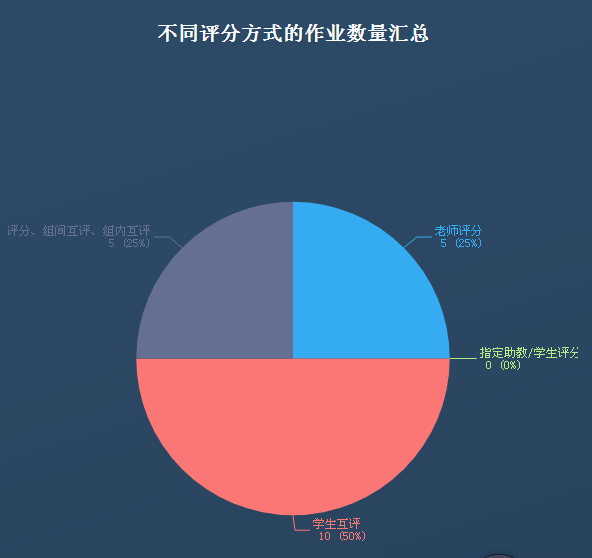 不同评分方式的作业数量汇总
评分、组间互评、组内互评
5 (25%)
老师评分
5 (25%)
指定助教/学生评分
0 (0%)
学生互评
10 (50%)